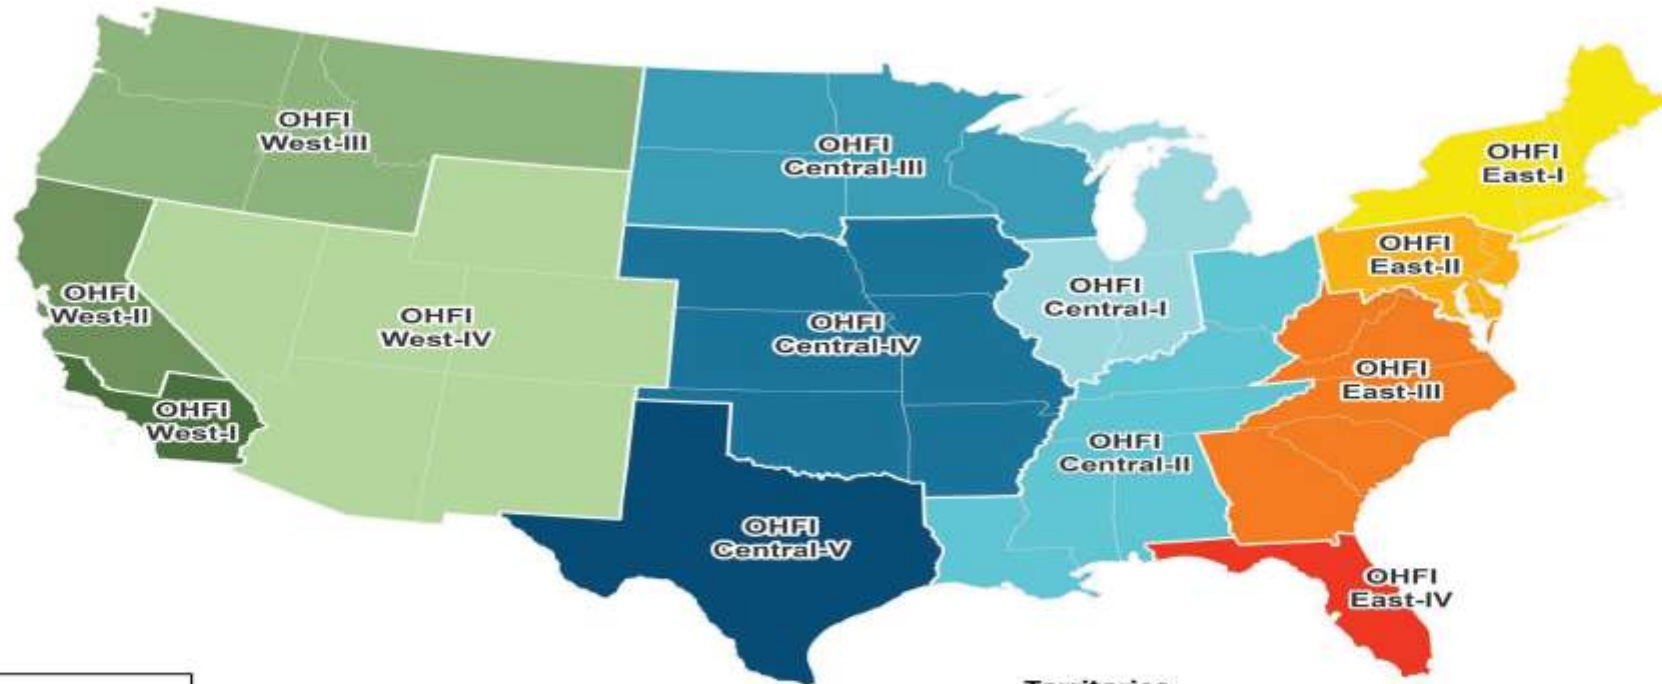 OHFI
West-III
OHFI
Central-III
OHFI
East-I
OHFI
East-II
OHFI
West-II
OHFI
Central-I
OHFI
West-IV
OHFI
Central-IV
OHFI
East-III
OHFI
West-I
OHFI
Central-II
OHFI
Central-V
OHFI
East-IV